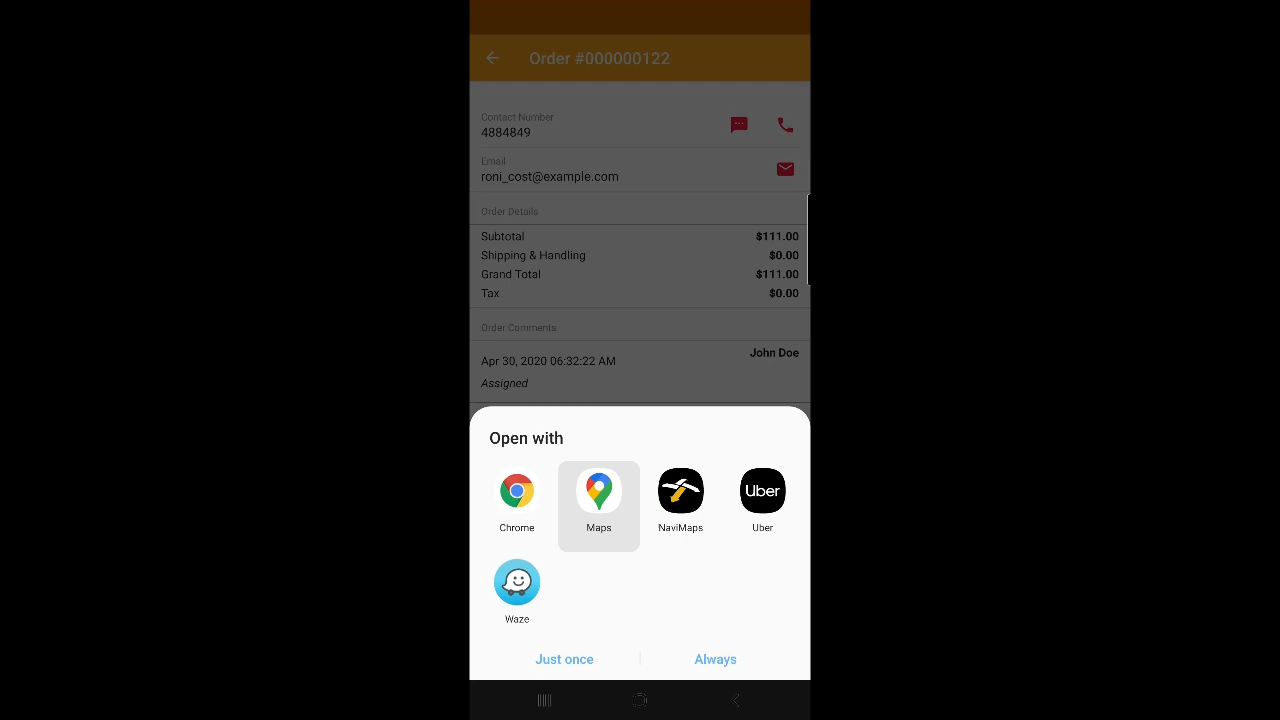 Order #000000122
Contact Number
4884849
Email
roni_cost@example.com
Order Details
Subtotal $111.00
Shipping & Handling $0.00
Grand Total $111.00
Tax $0.00
Order Comments
John Doe
Apr 30, 2020 06:32:22 AM
Assigned
Open with
Chrome Maps NaviMaps Uber
Uber
Waze
Just once Always